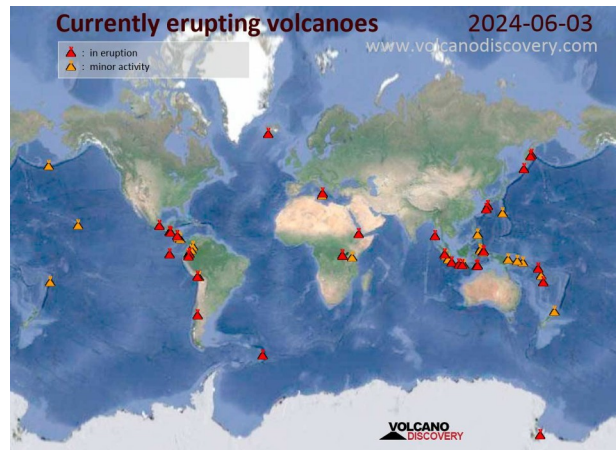 Currently erupting volcanoes 2024-06-03
www.volcanodiscovery.com
: in eruption
: minor activity
VOLCANO
DISCOVERY